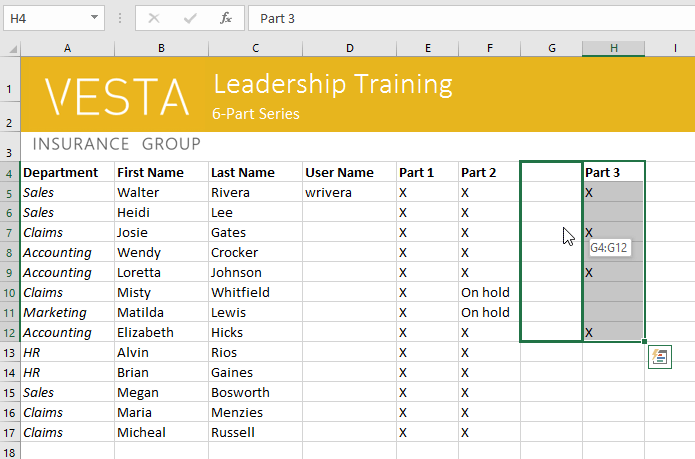 H4 fx Part 3
A B C D E F G H I
1
VESTA Leadership Training
2 6-Part Series
3 INSURANCE GROUP
4 Department First Name Last Name User Name Part 1 Part 2 Part 3
5 Sales Walter Rivera wrivera X X X
6 Sales Heidi Lee X X
7 Claims Josie Gates X X X
G4:G12
8 Accounting Wendy Crocker X X
9 Accounting Loretta Johnson X X X
10 Claims Misty Whitfield X On hold
11 Marketing Matilda Lewis X On hold
12 Accounting Elizabeth Hicks X X X
13 HR Alvin Rios X X
14 HR Brian Gaines X X
15 Sales Megan Bosworth X X
16 Claims Maria Menzies X X
17 Claims Micheal Russell X X
18